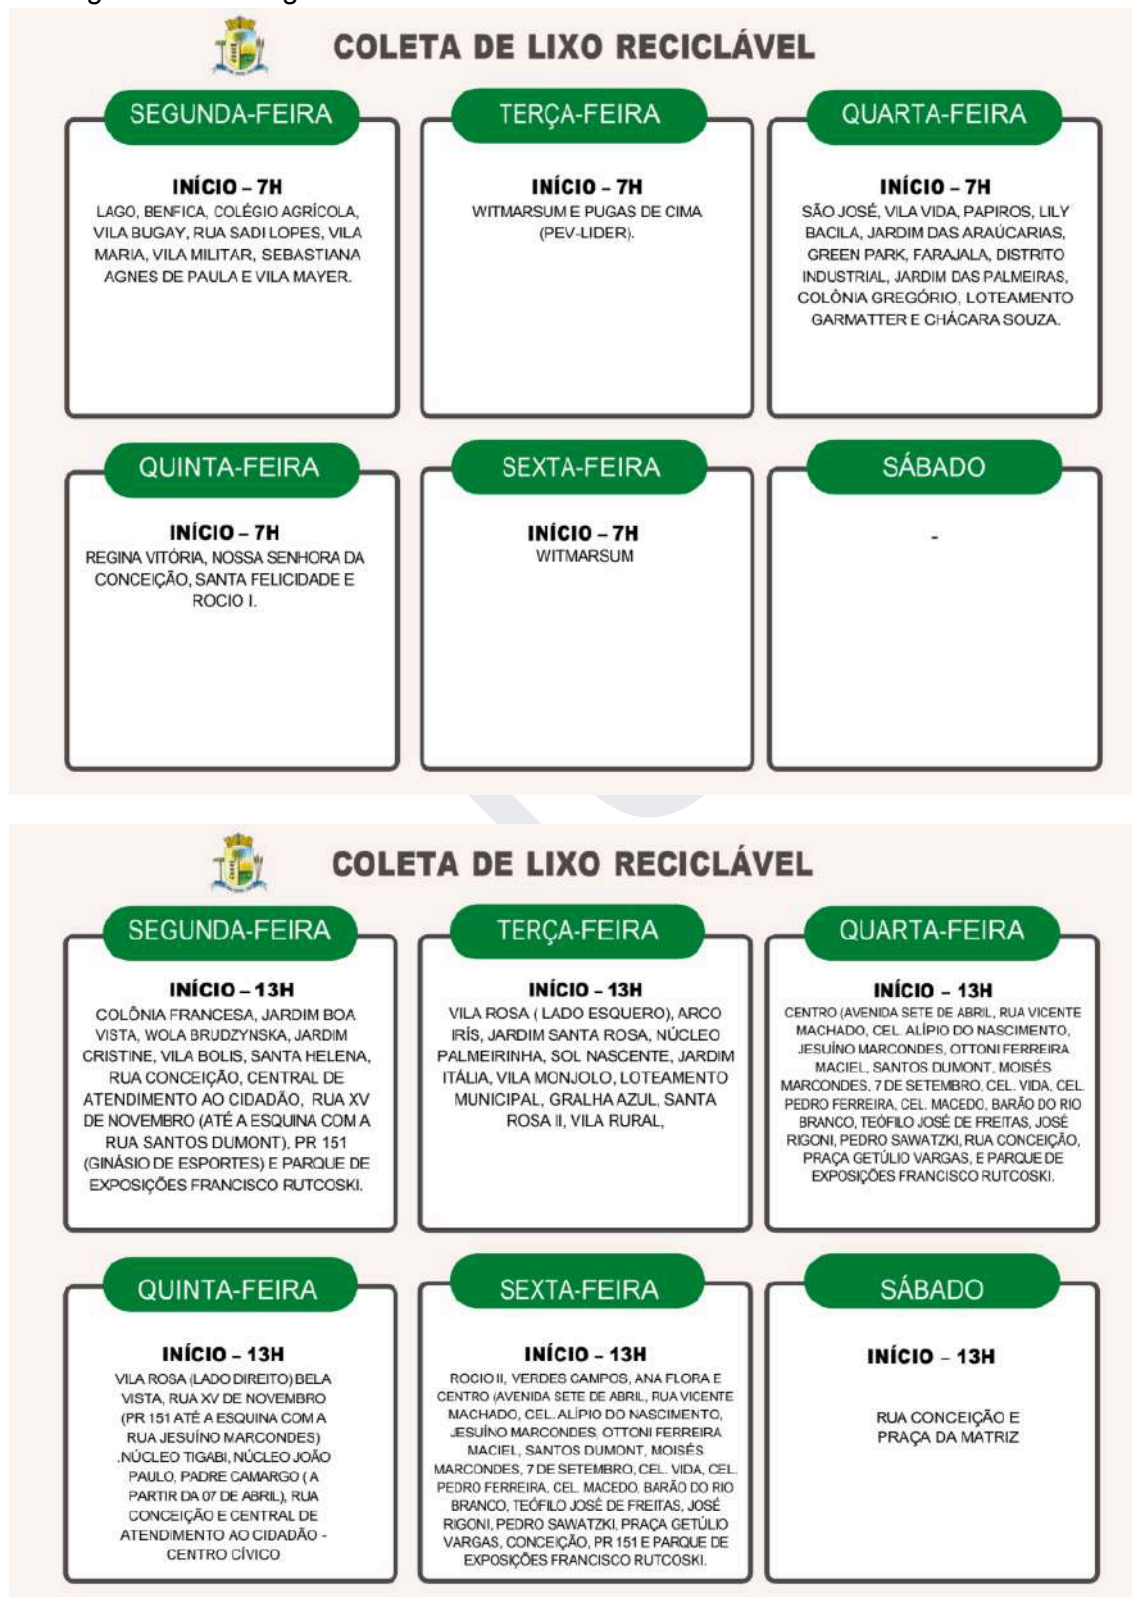 COLETA DE LIXO RECICLÁVEL
SEGUNDA-FEIRA
INÍCIO – 7H
LAGO, BENFICA, COLÉGIO AGRÍCOLA,
VILA BUGAY, RUA SADI LOPES, VILA
MARIA, VILA MILITAR, SEBASTIANA
AGNES DE PAULA E VILA MAYER.
TERÇA-FEIRA
INÍCIO – 7H
WITMARSUM E PUGAS DE CIMA
(PEV-LIDER).
QUARTA-FEIRA
INÍCIO – 7H
SÃO JOSÉ, VILA VIDA, PAPIROS, LILY
BACILA, JARDIM DAS ARAÚCARIAS,
GREEN PARK, FARAJALA, DISTRITO
INDUSTRIAL, JARDIM DAS PALMEIRAS,
COLÔNIA GREGÓRIO, LOTEAMENTO
GARMATTER E CHÁCARA SOUZA.
QUINTA-FEIRA
INÍCIO – 7H
REGINA VITÓRIA, NOSSA SENHORA DA
CONCEIÇÃO, SANTA FELICIDADE E
ROCIO I.
SEXTA-FEIRA
INÍCIO – 7H
WITMARSUM
SÁBADO
-
COLETA DE LIXO RECICLÁVEL
SEGUNDA-FEIRA
INÍCIO – 13H
COLÔNIA FRANCESA, JARDIM BOA
VISTA, WOLA BRUDZYNSKA, JARDIM
CRISTINE, VILA BOLIS, SANTA HELENA,
RUA CONCEIÇÃO, CENTRAL DE
ATENDIMENTO AO CIDADÃO, RUA XV
DE NOVEMBRO (ATÉ A ESQUINA COM A
RUA SANTOS DUMONT). PR 151
(GINÁSIO DE ESPORTES) E PARQUE DE
EXPOSIÇÕES FRANCISCO RUTCOSKI.
TERÇA-FEIRA
INÍCIO – 13H
VILA ROSA ( LADO ESQUERO), ARCO
IRÍS, JARDIM SANTA ROSA, NÚCLEO
PALMEIRINHA, SOL NASCENTE, JARDIM
ITÁLIA, VILA MONJOLO, LOTEAMENTO
MUNICIPAL, GRALHA AZUL, SANTA
ROSA II, VILA RURAL,
QUARTA-FEIRA
INÍCIO – 13H
CENTRO (AVENIDA SETE DE ABRIL, RUA VICENTE
MACHADO, CEL. ALÍPIO DO NASCIMENTO,
JESUÍNO MARCONDES, OTTONI FERREIRA
MACIEL, SANTOS DUMONT, MOISÉS
MARCONDES, 7 DE SETEMBRO, CEL. VIDA, CEL.
PEDRO FERREIRA, CEL. MACEDO, BARÃO DO RIO
BRANCO, TEÓFILO JOSÉ DE FREITAS, JOSÉ
RIGONI, PEDRO SAWATZKI, RUA CONCEIÇÃO,
PRAÇA GETÚLIO VARGAS, E PARQUE DE
EXPOSIÇÕES FRANCISCO RUTCOSKI.
QUINTA-FEIRA
INÍCIO – 13H
VILA ROSA (LADO DIREITO) BELA
VISTA, RUA XV DE NOVEMBRO
(PR 151 ATÉ A ESQUINA COM A
RUA JESUÍNO MARCONDES)
.NÚCLEO TIGABI, NÚCLEO JOÃO
PAULO, PADRE CAMARGO ( A
PARTIR DA 07 DE ABRIL), RUA
CONCEIÇÃO E CENTRAL DE
ATENDIMENTO AO CIDADÃO -
CENTRO CÍVICO
SEXTA-FEIRA
INÍCIO – 13H
ROCIO II, VERDES CAMPOS, ANA FLORA E
CENTRO (AVENIDA SETE DE ABRIL, RUA VICENTE
MACHADO, CEL. ALÍPIO DO NASCIMENTO,
JESUÍNO MARCONDES, OTTONI FERREIRA
MACIEL, SANTOS DUMONT, MOISÉS
MARCONDES, 7 DE SETEMBRO, CEL. VIDA, CEL.
PEDRO FERREIRA, CEL. MACEDO, BARÃO DO RIO
BRANCO, TEÓFILO JOSÉ DE FREITAS, JOSÉ
RIGONI, PEDRO SAWATZKI, PRAÇA GETÚLIO
VARGAS, CONCEIÇÃO, PR 151 E PARQUE DE
EXPOSIÇÕES FRANCISCO RUTCOSKI.
SÁBADO
INÍCIO – 13H
RUA CONCEIÇÃO E
PRAÇA DA MATRIZ